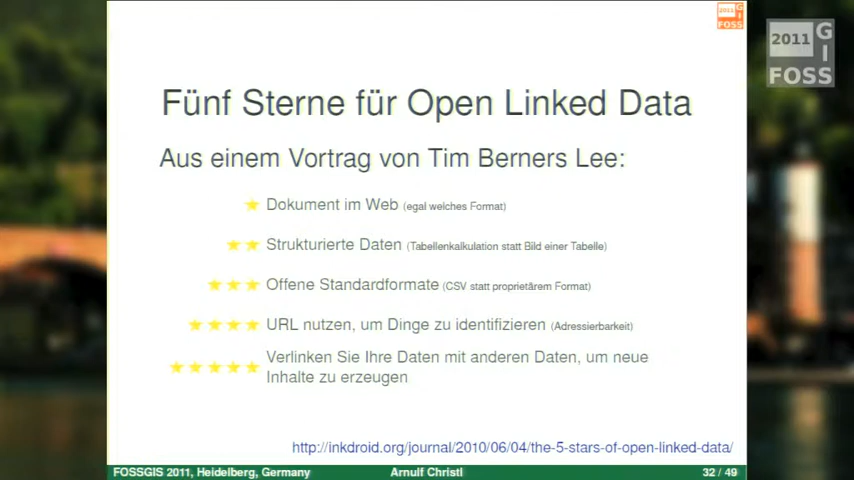 2011 GI
FOSS
2011 GI
FOSS
Fünf Sterne für Open Linked Data
Aus einem Vortrag von Tim Berners Lee:
Dokument im Web (egal welches Format)
Strukturierte Daten (Tabellenkalkulation statt Bild einer Tabelle)
Offene Standardformate (CSV statt proprietärem Format)
URL nutzen, um Dinge zu identifizieren (Adressierbarkeit)
Verlinken Sie Ihre Daten mit anderen Daten, um neue
Inhalte zu erzeugen
http://inkdroid.org/journal/2010/06/04/the-5-stars-of-open-linked-data/
FOSSGIS 2011, Heidelberg, Germany Arnulf Christl 32 / 49